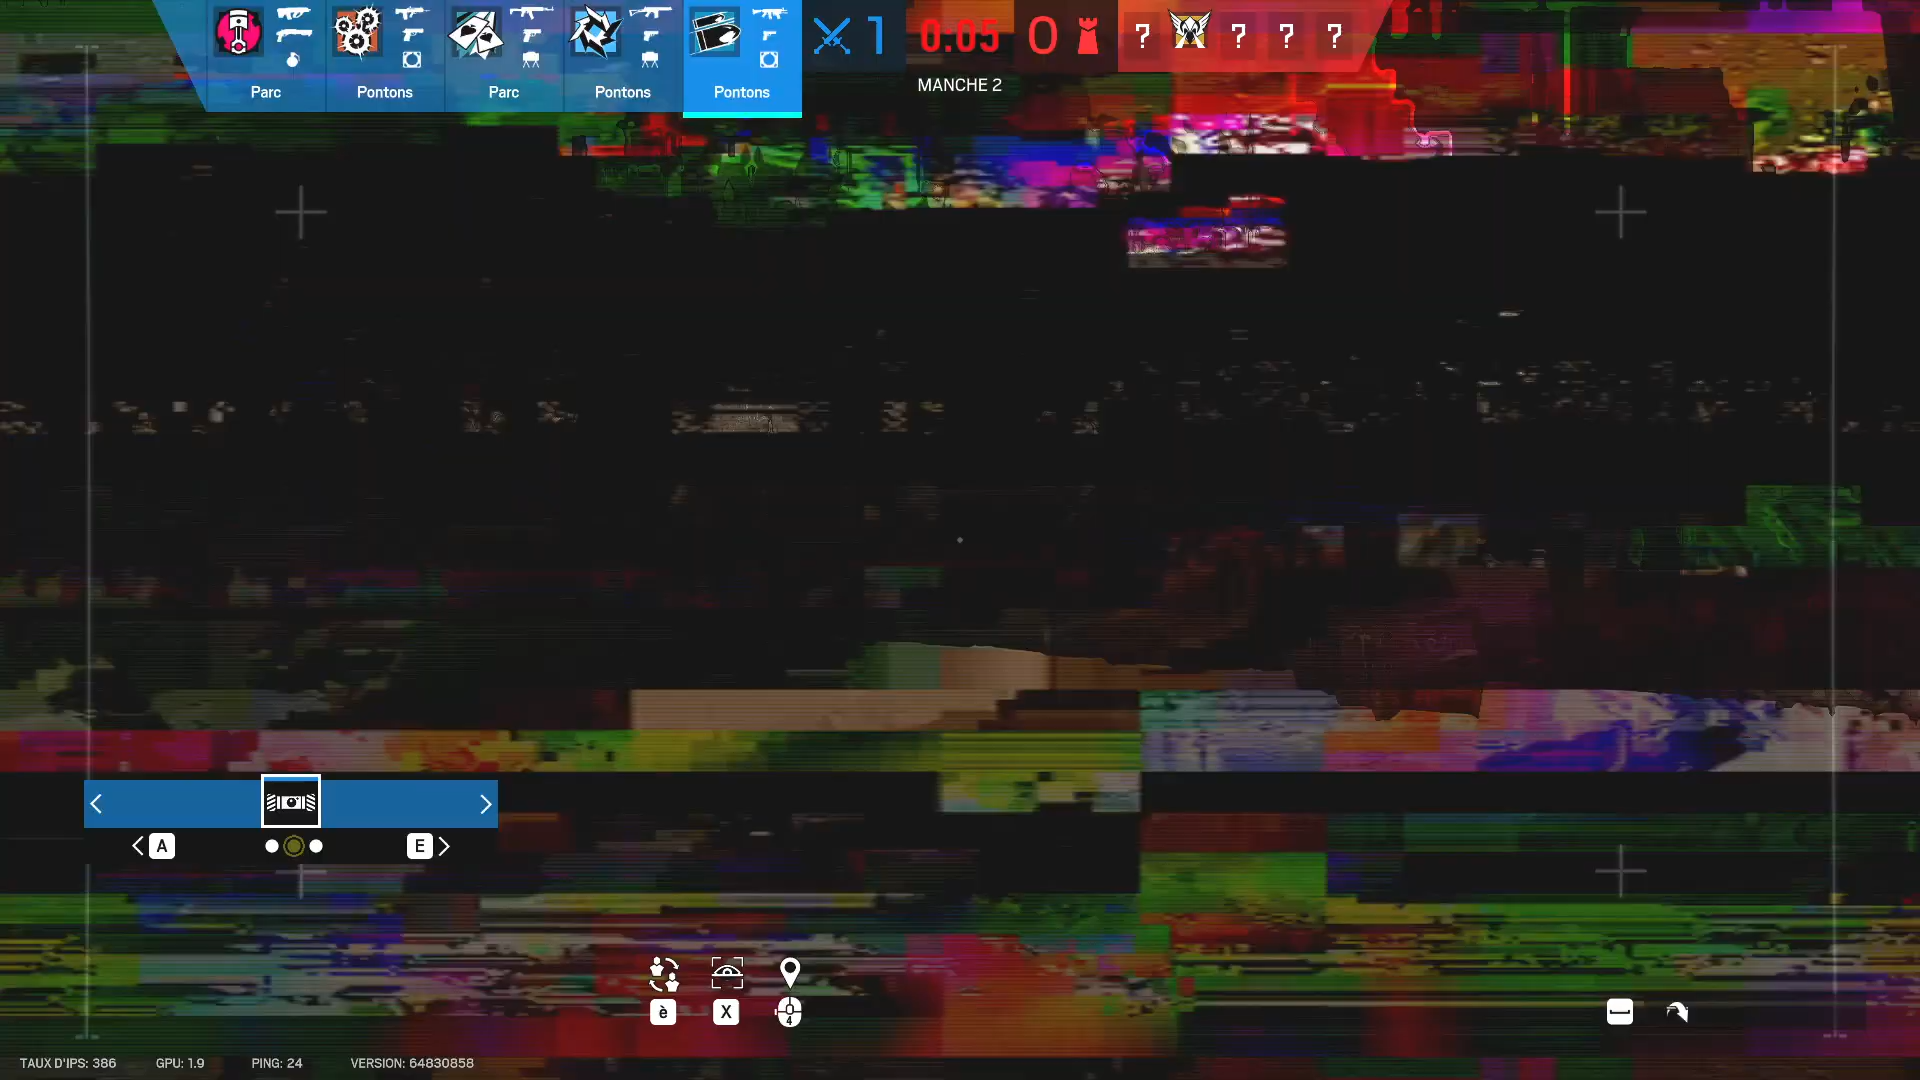 1 0:05 0 ? ? ? ?
MANCHE 2
Parc Pontons Parc Pontons Pontons
A E
è X 4
TAUX D'IPS: 386 GPU: 1.9 PING: 24 VERSION: 64830858